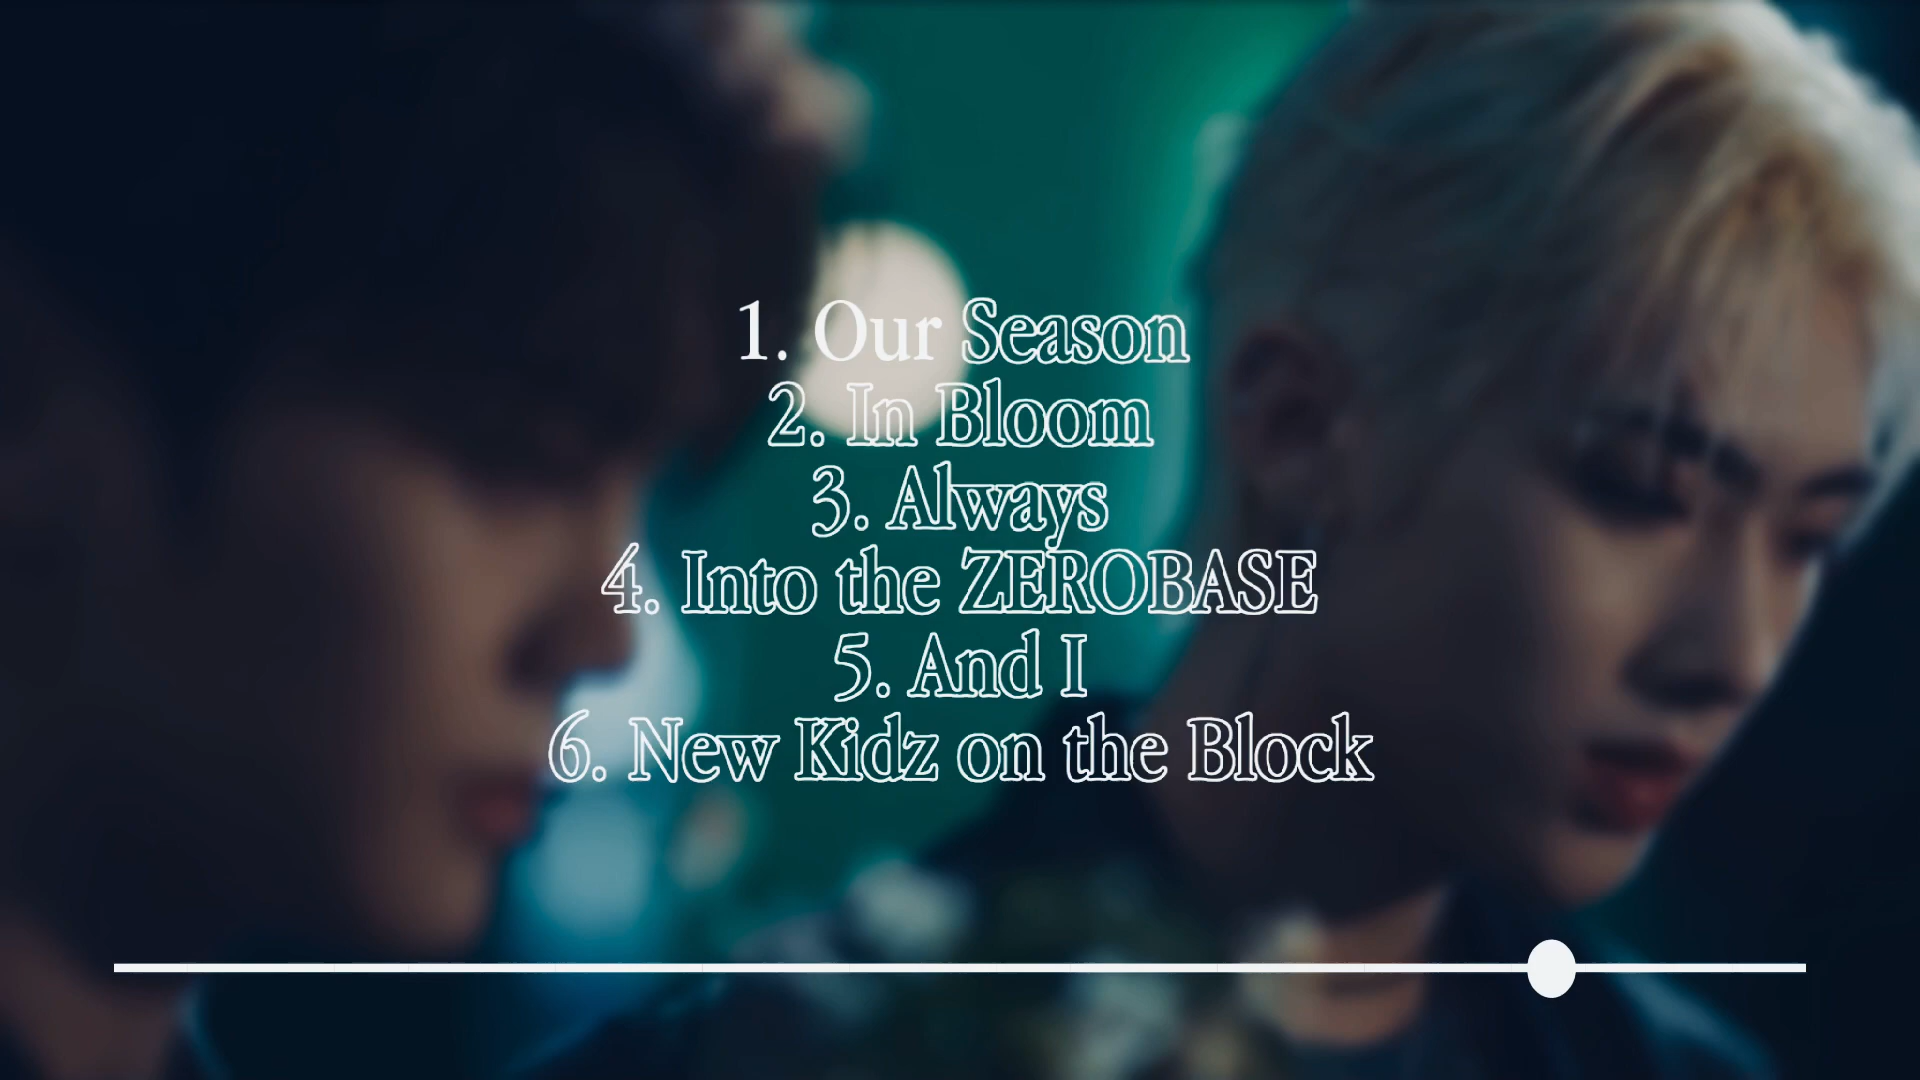 1. Our Season
2. In Bloom
3. Always
4. Into the ZEROBASE
5. And I
6. New Kidz on the Block